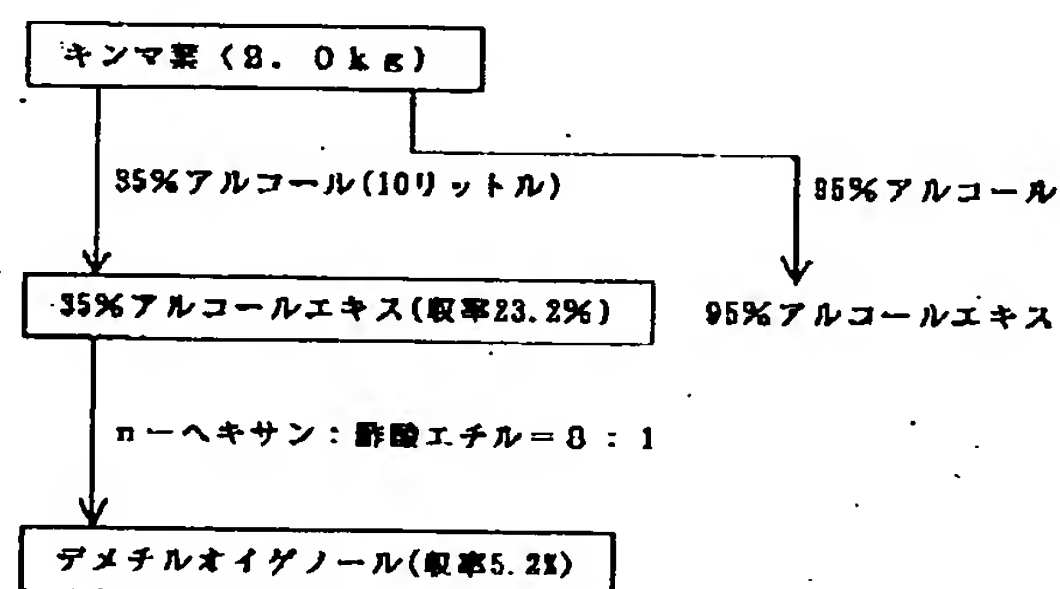 キンマ葉(8.0kg)
35%アルコール(10リットル)
95%アルコール
35%アルコールエキス(収率23.2%)
95%アルコールエキス
n-ヘキサン:酢酸エチル=8:1
デメチルオイゲノール(収率5.2%)